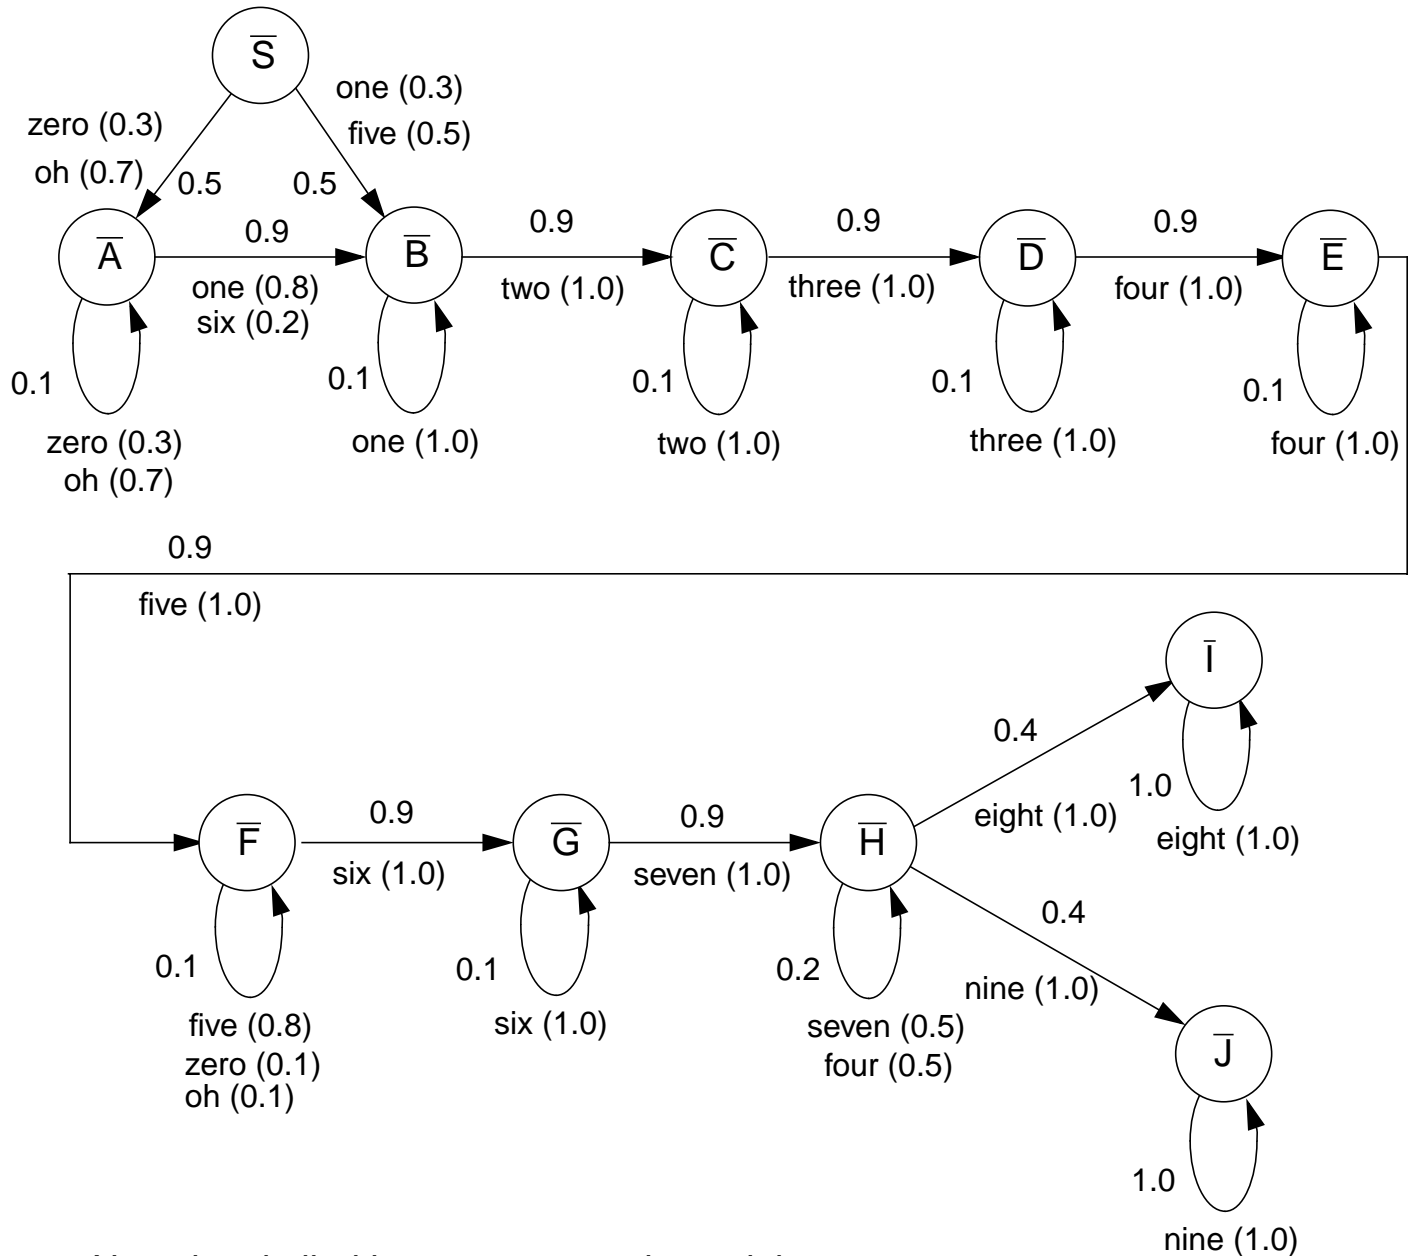 S
one (0.3)
five (0.5)
zero (0.3)
oh (0.7)
0.5
0.5
A
0.9
one (0.8)
six (0.2)
B
0.9
two (1.0)
C
0.9
three (1.0)
D
0.9
four (1.0)
E
0.1
zero (0.3)
oh (0.7)
0.1
one (1.0)
0.1
two (1.0)
0.1
three (1.0)
0.1
four (1.0)
0.9
five (1.0)
F
0.9
six (1.0)
G
0.9
seven (1.0)
H
0.4
eight (1.0)
I
1.0
eight (1.0)
0.4
nine (1.0)
J
0.1
five (0.8)
zero (0.1)
oh (0.1)
0.1
six (1.0)
0.2
seven (0.5)
four (0.5)
1.0
nine (1.0)